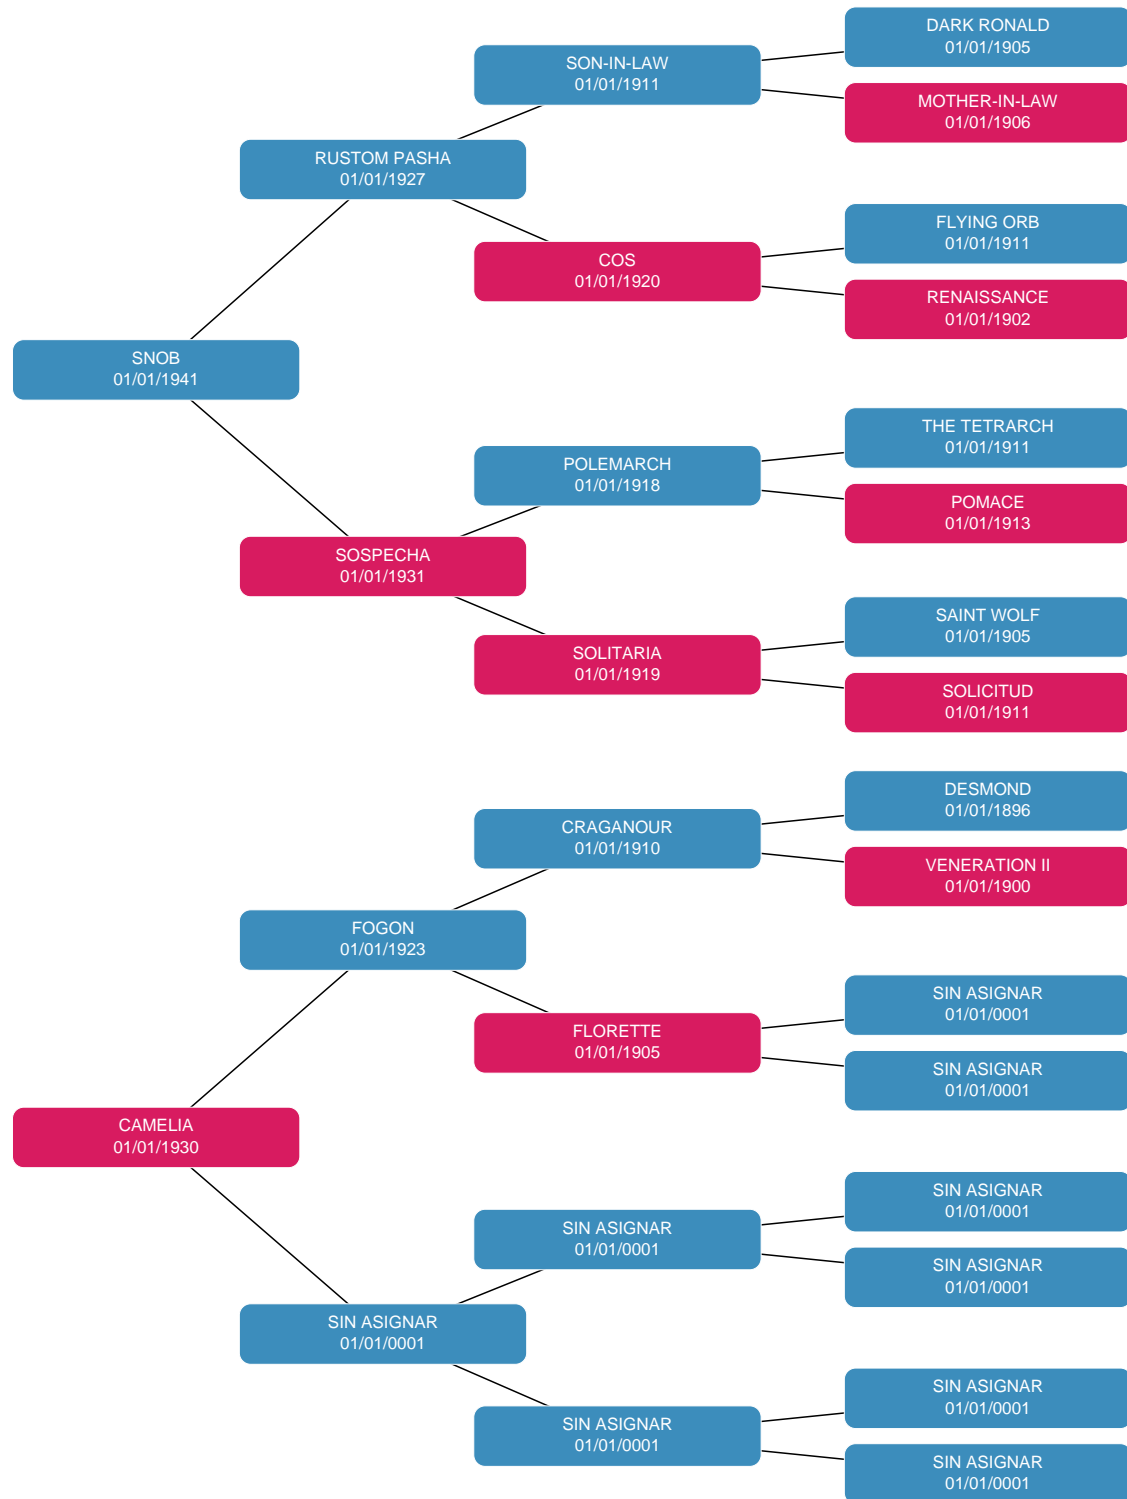 DARK RONALD
01/01/1905
SON-IN-LAW
01/01/1911
MOTHER-IN-LAW
01/01/1906
RUSTOM PASHA
01/01/1927
FLYING ORB
01/01/1911
COS
01/01/1920
RENAISSANCE
01/01/1902
SNOB
01/01/1941
THE TETRARCH
01/01/1911
POLEMARCH
01/01/1918
POMACE
01/01/1913
SOSPECHA
01/01/1931
SAINT WOLF
01/01/1905
SOLITARIA
01/01/1919
SOLICITUD
01/01/1911
DESMOND
01/01/1896
CRAGANOUR
01/01/1910
VENERATION II
01/01/1900
FOGON
01/01/1923
SIN ASIGNAR
01/01/0001
FLORETTE
01/01/1905
SIN ASIGNAR
01/01/0001
CAMELIA
01/01/1930
SIN ASIGNAR
01/01/0001
SIN ASIGNAR
01/01/0001
SIN ASIGNAR
01/01/0001
SIN ASIGNAR
01/01/0001
SIN ASIGNAR
01/01/0001
SIN ASIGNAR
01/01/0001
SIN ASIGNAR
01/01/0001